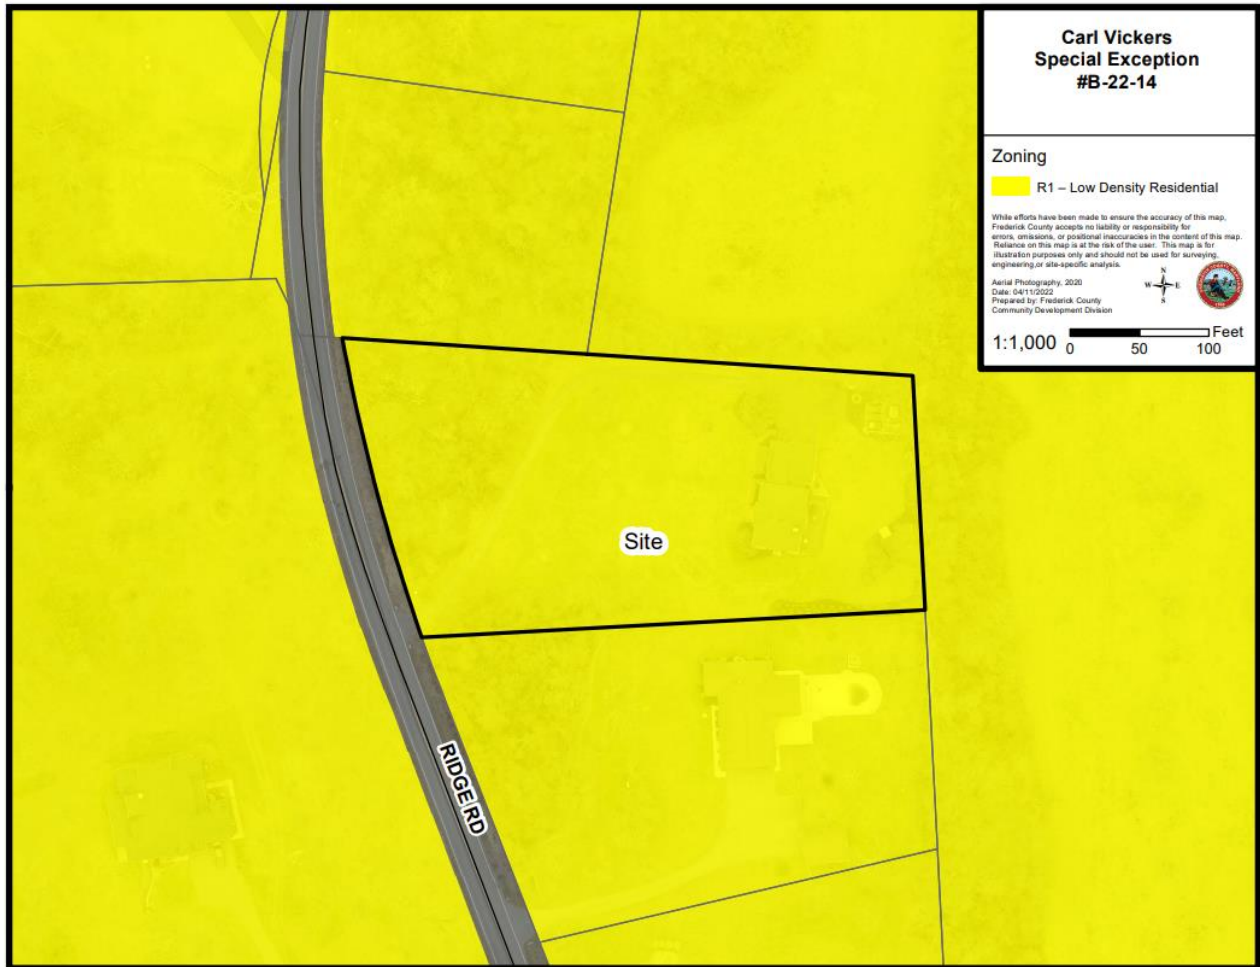 Carl Vickers
Special Exception
#B-22-14
Zoning
R1 – Low Density Residential
While efforts have been made to ensure the accuracy of this map,
Frederick County accepts no liability or responsibility for
errors, omissions, or positional inaccuracies in the content of this map.
Reliance on this map is at the risk of the user. This map is for
illustration purposes only and should not be used for surveying,
engineering,or site-specific analysis.
Aerial Photography, 2020
Date: 04/11/2022
Prepared by: Frederick County
Community Development Division
N
W E
S
1:1,000
Feet
0 50 100
Site
RIDGE RD